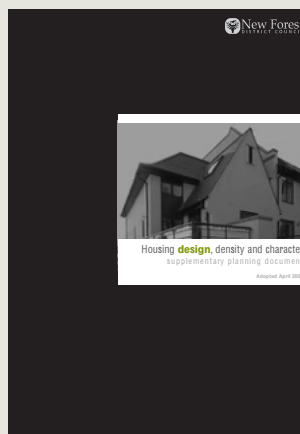 New Fores
DISTRICT COUNCI
Housing design, density and characte
supplementary planning documen
Adopted April 200